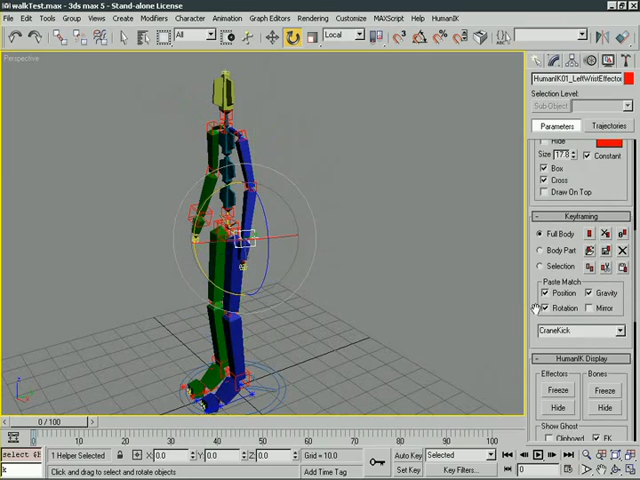 walkTest.max - 3ds max 5 - Stand-alone License
File Edit Tools Group Views Create Modifiers Character Animation Graph Editors Rendering Customize MAXScript Help HumanIK
All
Local
Perspective
HumanIK01_LeftWristEffector
Selection Level:
Sub-Object
Parameters Trajectories
Hide
Size 17.8 Constant
Box
Cross
Draw On Top
Keyframing
Full Body
Body Part
Selection
Paste Match
Position Gravity
Rotation Mirror
CraneKick
HumanIK Display
Effectors Bones
Freeze Freeze
Hide Hide
Show Ghost
Clipboard FK
0 / 100
0 10 20 30 40 50 60 70 80 90 100
1 Helper Selected X: 0.0 Y: 0.0 Z: 0.0 Grid = 10.0 Auto Key Selected
Click and drag to select and rotate objects Add Time Tag Set Key Key Filters... 0